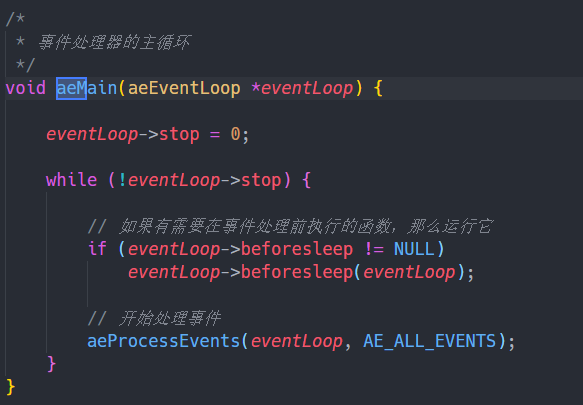 /*
 * 事件处理器的主循环
 */
void aeMain(aeEventLoop *eventLoop) {
    eventLoop->stop = 0;
    while (!eventLoop->stop) {
        // 如果有需要在事件处理前执行的函数，那么运行它
        if (eventLoop->beforesleep != NULL)
            eventLoop->beforesleep(eventLoop);
        // 开始处理事件
        aeProcessEvents(eventLoop, AE_ALL_EVENTS);
    }
}